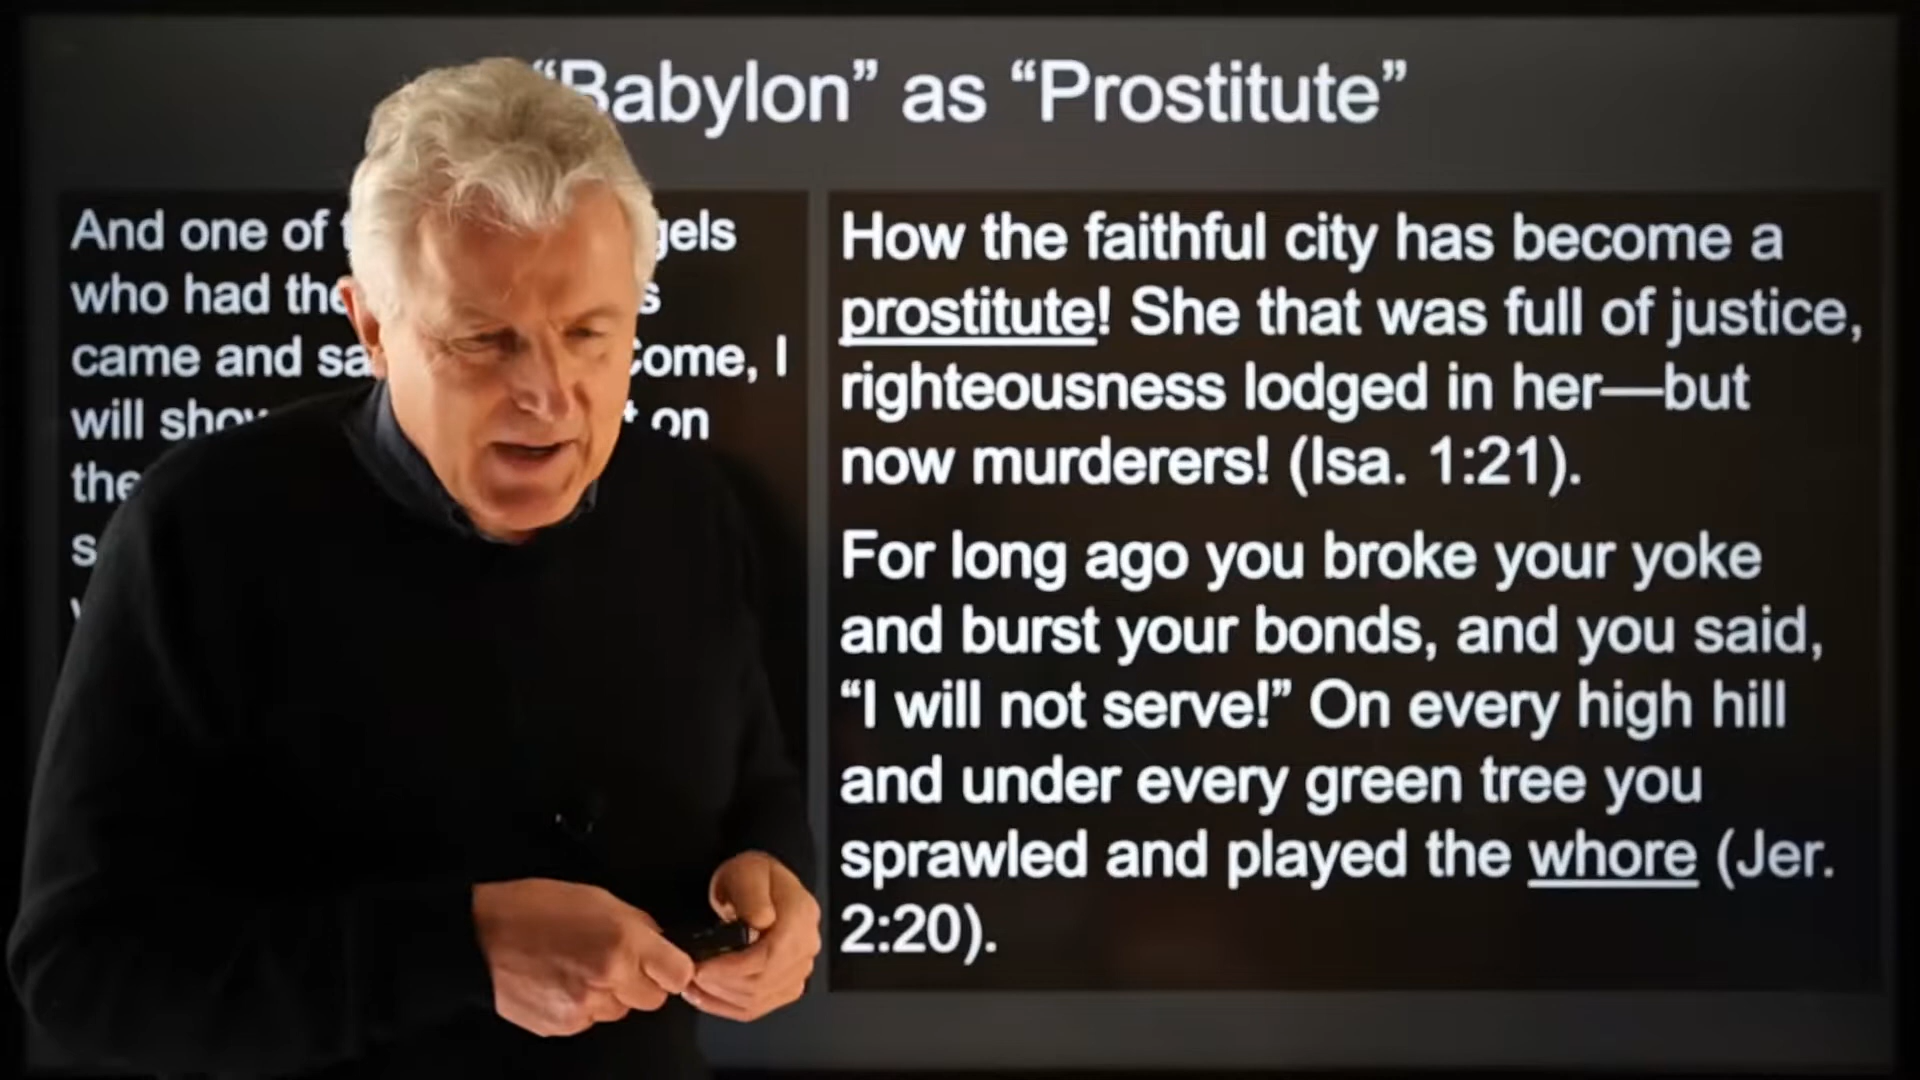 “Babylon” as “Prostitute”
And one of gels
who had the s
came and sa Come, I
will show on
the
How the faithful city has become a
prostitute! She that was full of justice,
righteousness lodged in her—but
now murderers! (Isa. 1:21).
For long ago you broke your yoke
and burst your bonds, and you said,
“I will not serve!” On every high hill
and under every green tree you
sprawled and played the whore (Jer.
2:20).